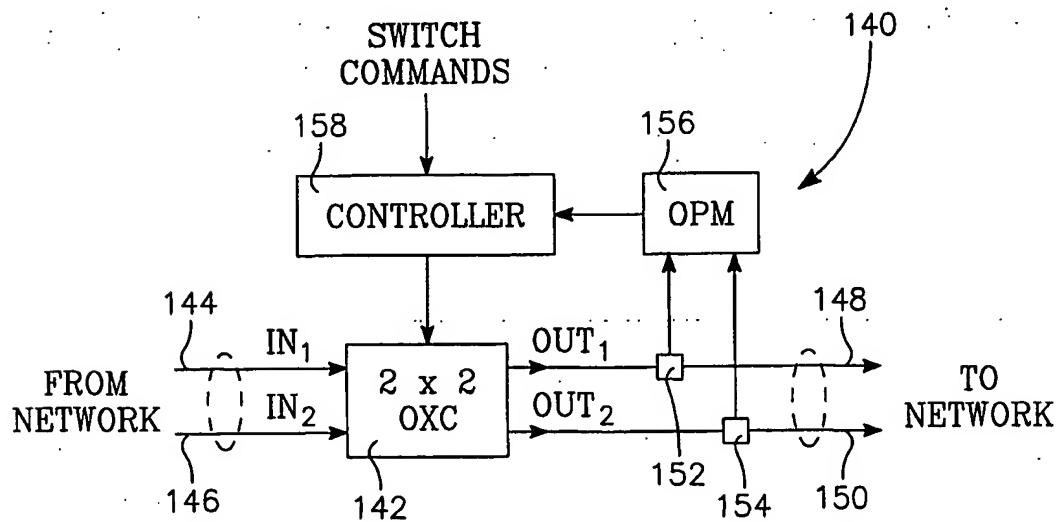 SWITCH
COMMANDS
140
158
156
CONTROLLER
OPM
144
148
IN₁
OUT₁
FROM
NETWORK
2 x 2
OXC
TO
NETWORK
IN₂
OUT₂
146
142
152
154
150